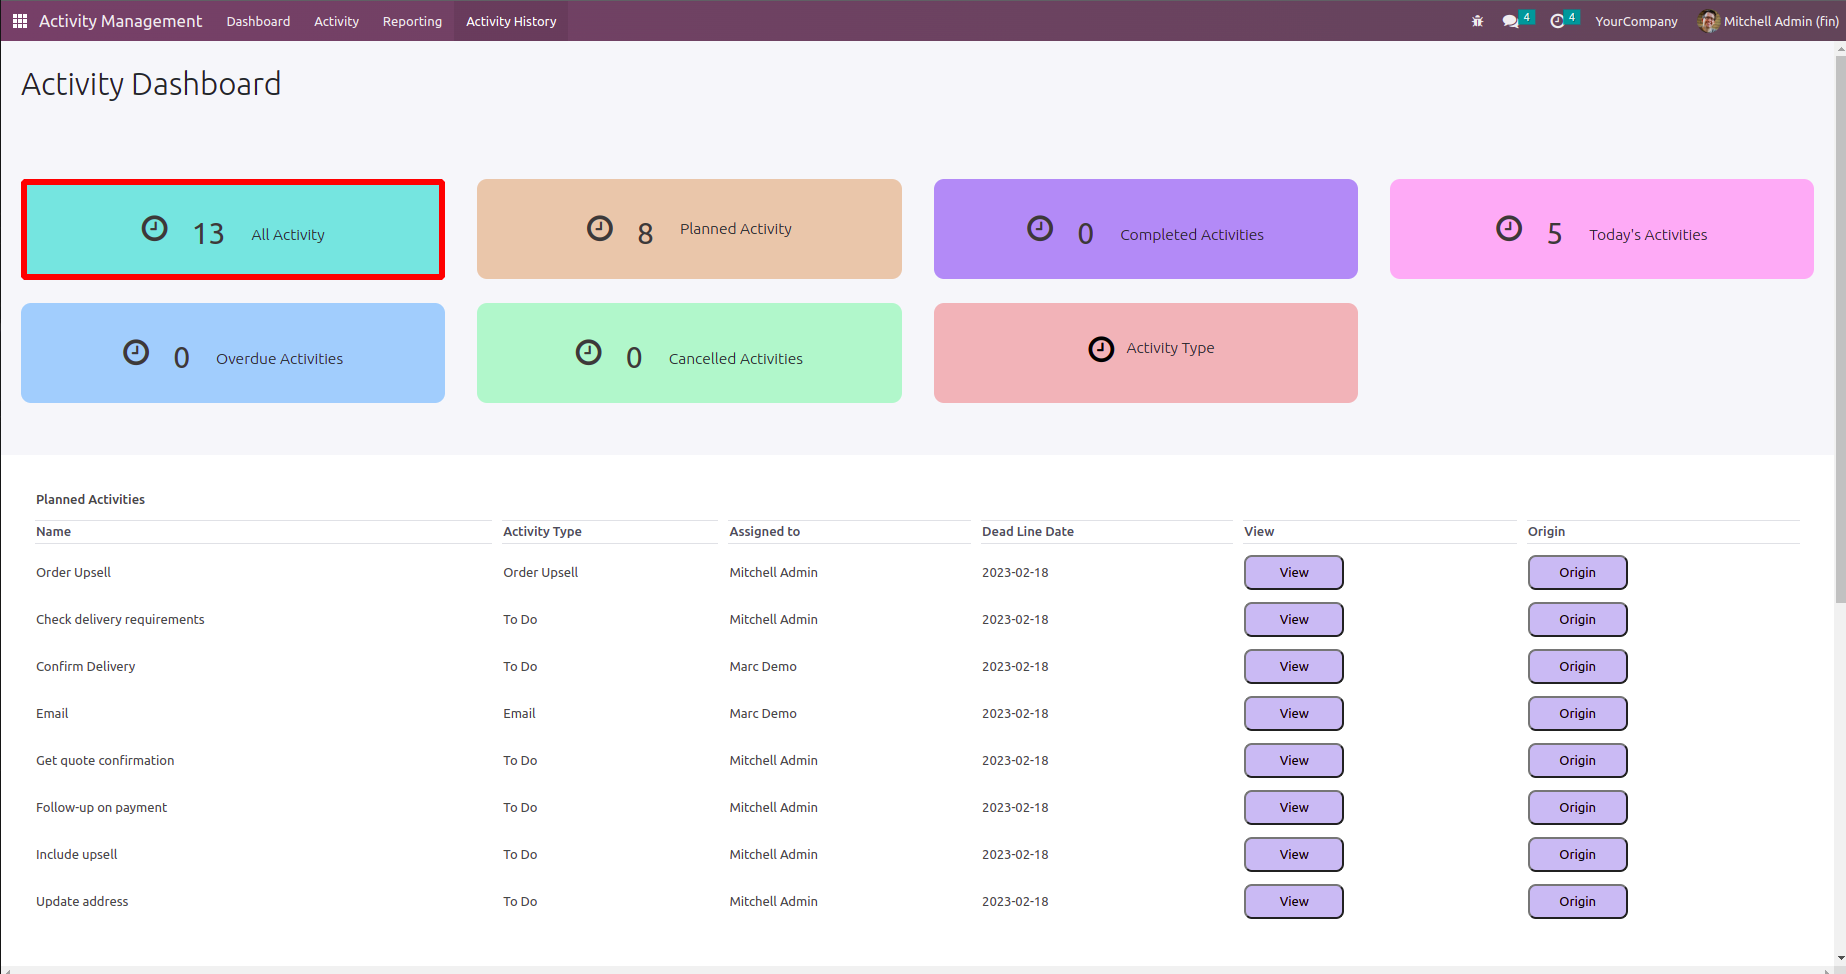 Activity Management Dashboard Activity Reporting Activity History 4 4 YourCompany Mitchell Admin (fin)
Activity Dashboard
13 All Activity
8 Planned Activity
0 Completed Activities
5 Today's Activities
0 Overdue Activities
0 Cancelled Activities
Activity Type
Planned Activities
Name Activity Type Assigned to Dead Line Date View Origin
Order Upsell Order Upsell Mitchell Admin 2023-02-18 View Origin
Check delivery requirements To Do Mitchell Admin 2023-02-18 View Origin
Confirm Delivery To Do Marc Demo 2023-02-18 View Origin
Email Email Marc Demo 2023-02-18 View Origin
Get quote confirmation To Do Mitchell Admin 2023-02-18 View Origin
Follow-up on payment To Do Mitchell Admin 2023-02-18 View Origin
Include upsell To Do Mitchell Admin 2023-02-18 View Origin
Update address To Do Mitchell Admin 2023-02-18 View Origin